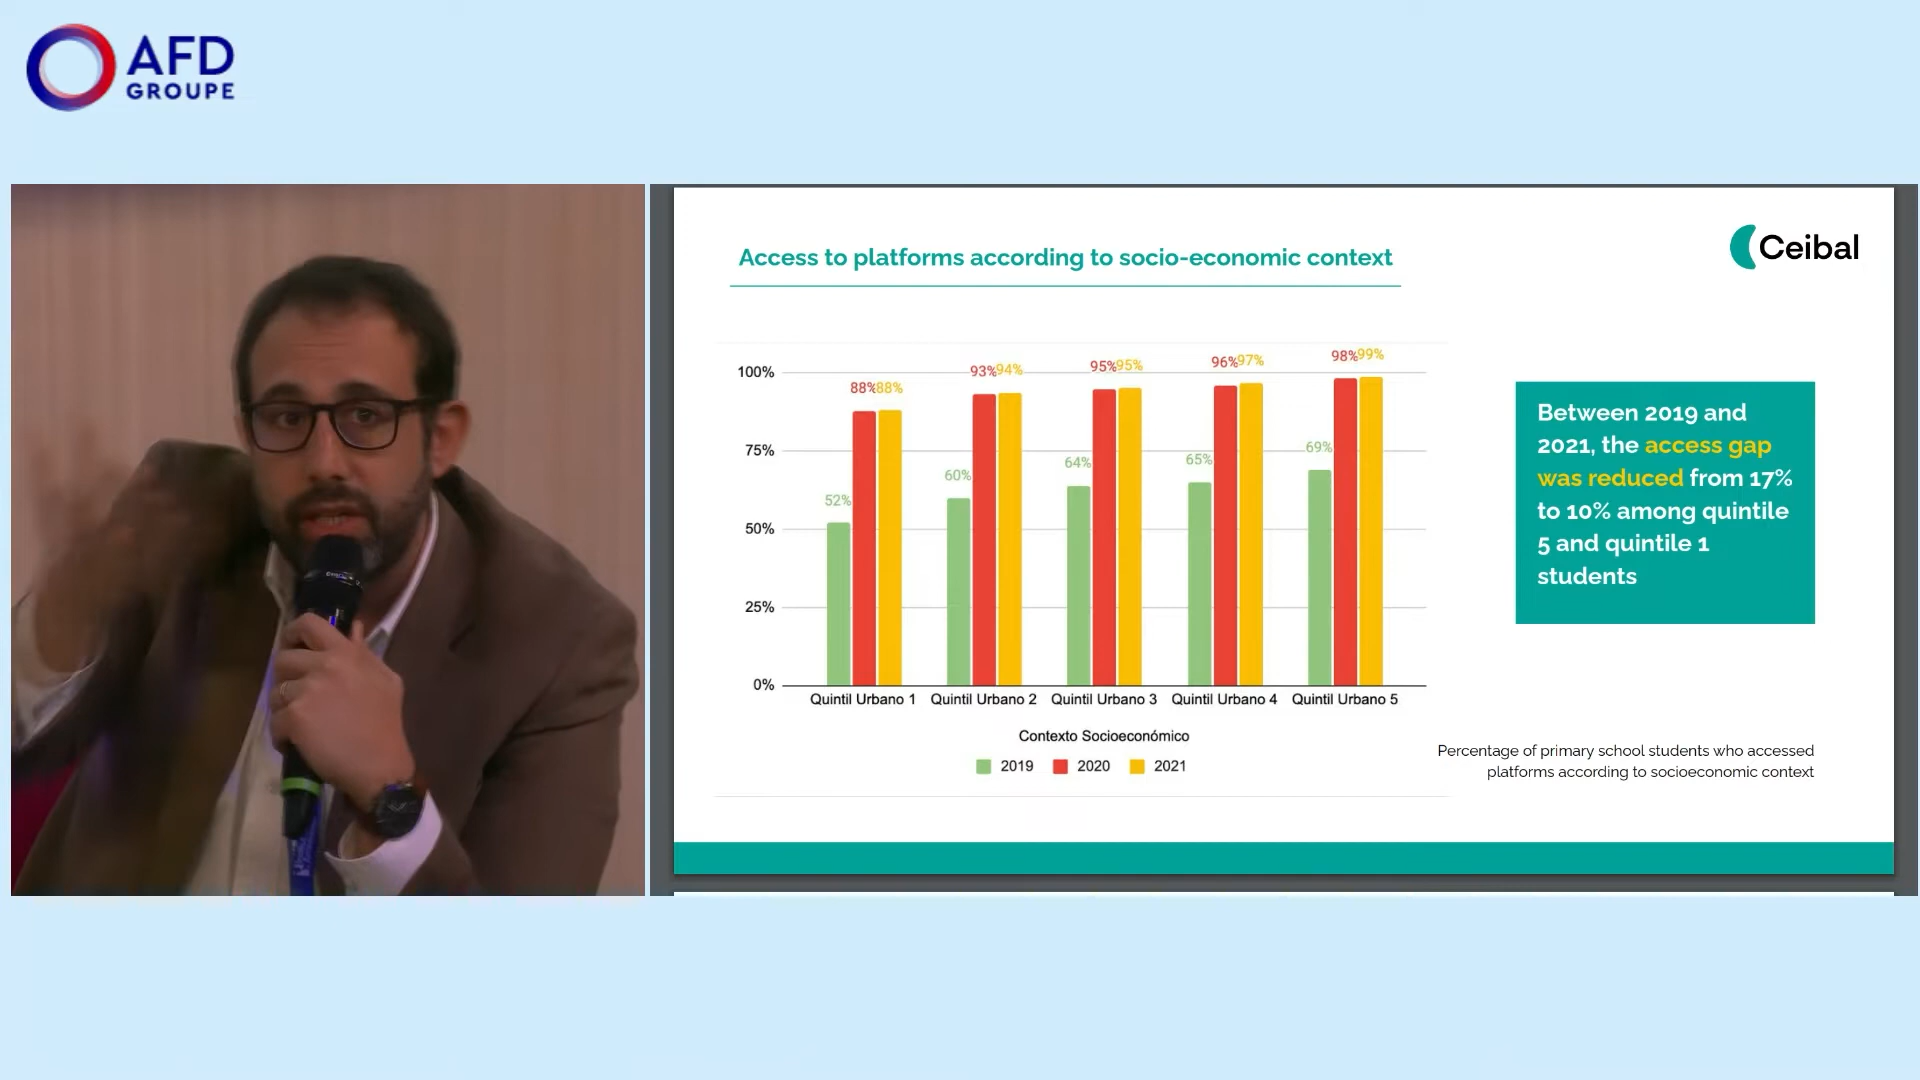 AFD
GROUPE
Access to platforms according to socio-economic context
Ceibal
100%
75%
50%
25%
0%
52%
88%
88%
60%
93%
94%
64%
95%
95%
65%
96%
97%
69%
98%
99%
Quintil Urbano 1
Quintil Urbano 2
Quintil Urbano 3
Quintil Urbano 4
Quintil Urbano 5
Contexto Socioeconómico
2019
2020
2021
Between 2019 and
2021, the access gap
was reduced from 17%
to 10% among quintile
5 and quintile 1
students
Percentage of primary school students who accessed
platforms according to socioeconomic context